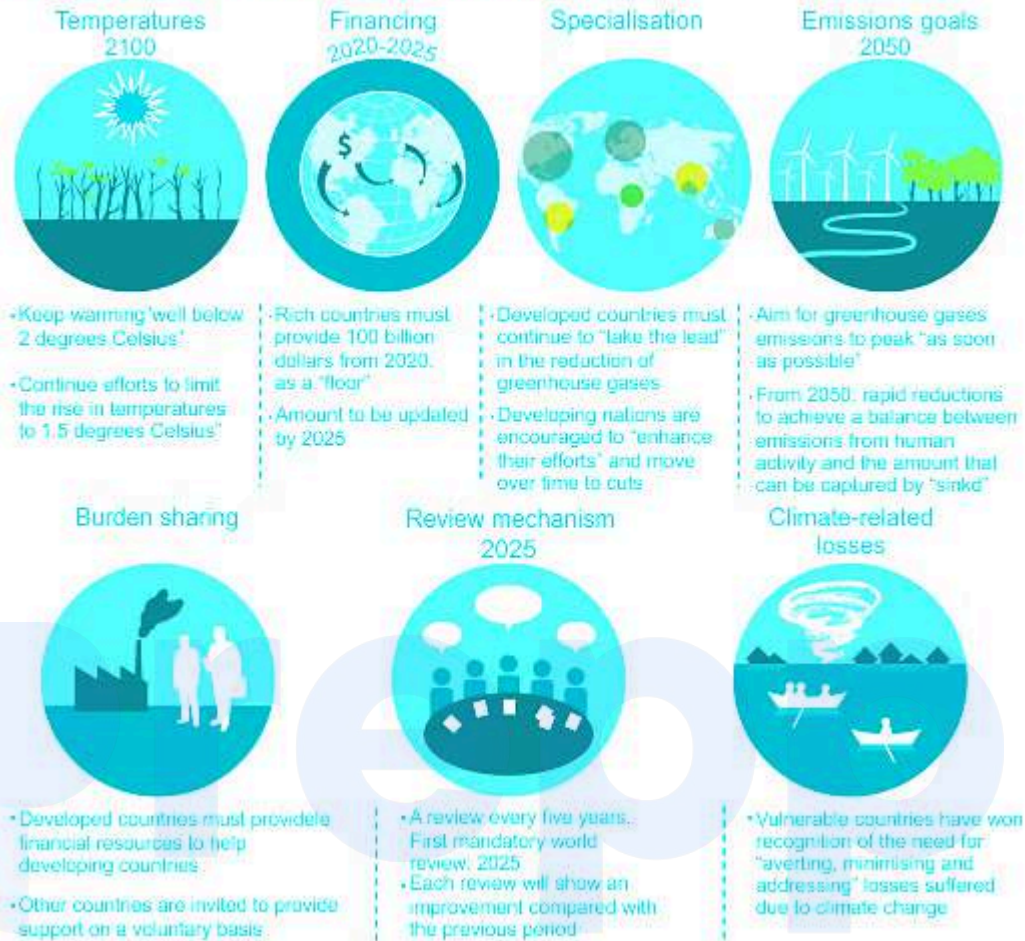 Temperatures
2100
• Keep warming "well below
2 degrees Celsius"
• Continue efforts to limit
the rise in temperatures
to 1.5 degrees Celsius"
Financing
2020-2025
$
• Rich countries must
provide 100 billion
dollars from 2020,
as a "floor"
• Amount to be updated
by 2025
Specialisation
• Developed countries must
continue to "take the lead"
in the reduction of
greenhouse gases
• Developing nations are
encouraged to "enhance
their efforts" and move
over time to cuts
Emissions goals
2050
• Aim for greenhouse gases
emissions to peak "as soon
as possible"
• From 2050: rapid reductions
to achieve a balance between
emissions from human
activity and the amount that
can be captured by "sinkd"
Burden sharing
• Developed countries must providele
financial resources to help
developing countries
• Other countries are invited to provide
support on a voluntary basis
Review mechanism
2025
• A review every five years.
First mandatory world
review: 2025
• Each review will show an
improvement compared with
the previous period
Climate-related
losses
• Vulnerable countries have won
recognition of the need for
"averting, minimising and
addressing" losses suffered
due to climate change
Prepp